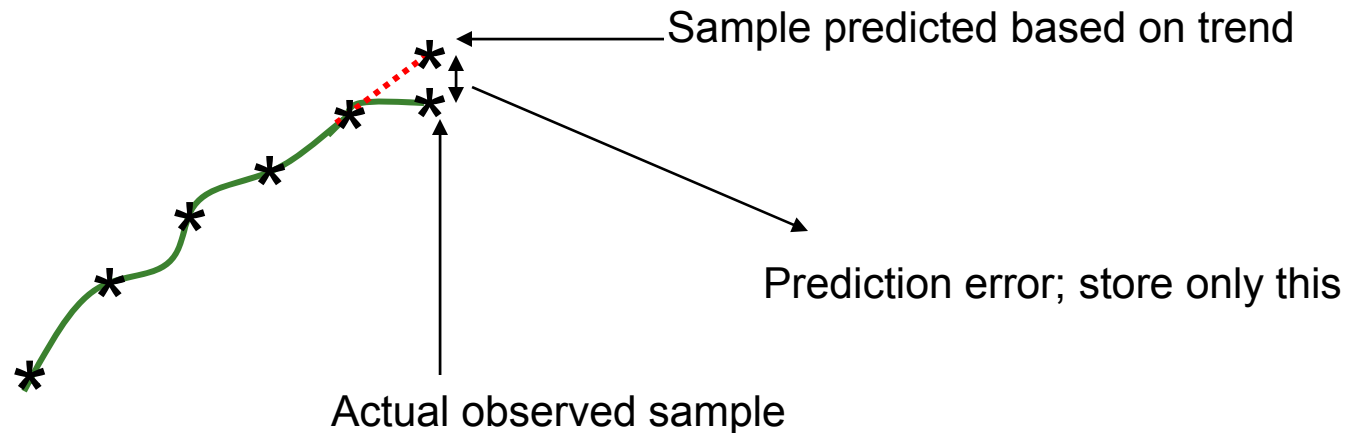 Sample predicted based on trend
Prediction error; store only this
Actual observed sample